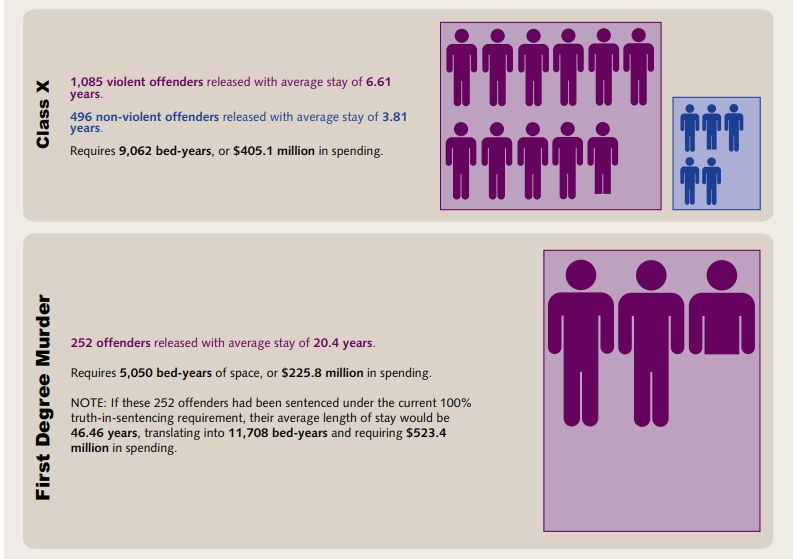 Class X
1,085 violent offenders released with average stay of 6.61
years.
496 non-violent offenders released with average stay of 3.81
years.
Requires 9,062 bed-years, or $405.1 million in spending.
First Degree Murder
252 offenders released with average stay of 20.4 years.
Requires 5,050 bed-years of space, or $225.8 million in spending.
NOTE: If these 252 offenders had been sentenced under the current 100%
truth-in-sentencing requirement, their average length of stay would be
46.46 years, translating into 11,708 bed-years and requiring $523.4
million in spending.